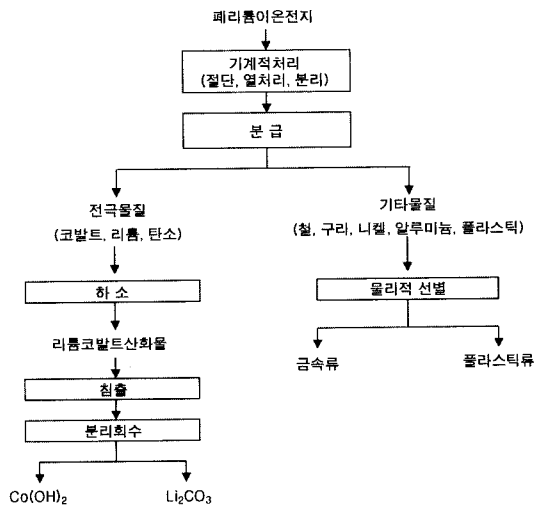 폐리튬이온전지
기계적처리
(절단, 열처리, 분리)
분 급
전극물질
(코발트, 리튬, 탄소)
기타물질
(철, 구리, 니켈, 알루미늄, 플라스틱)
하 소
물리적 선별
리튬코발트산화물
금속류
플라스틱류
침출
분리회수
Co(OH)₂
Li₂CO₃